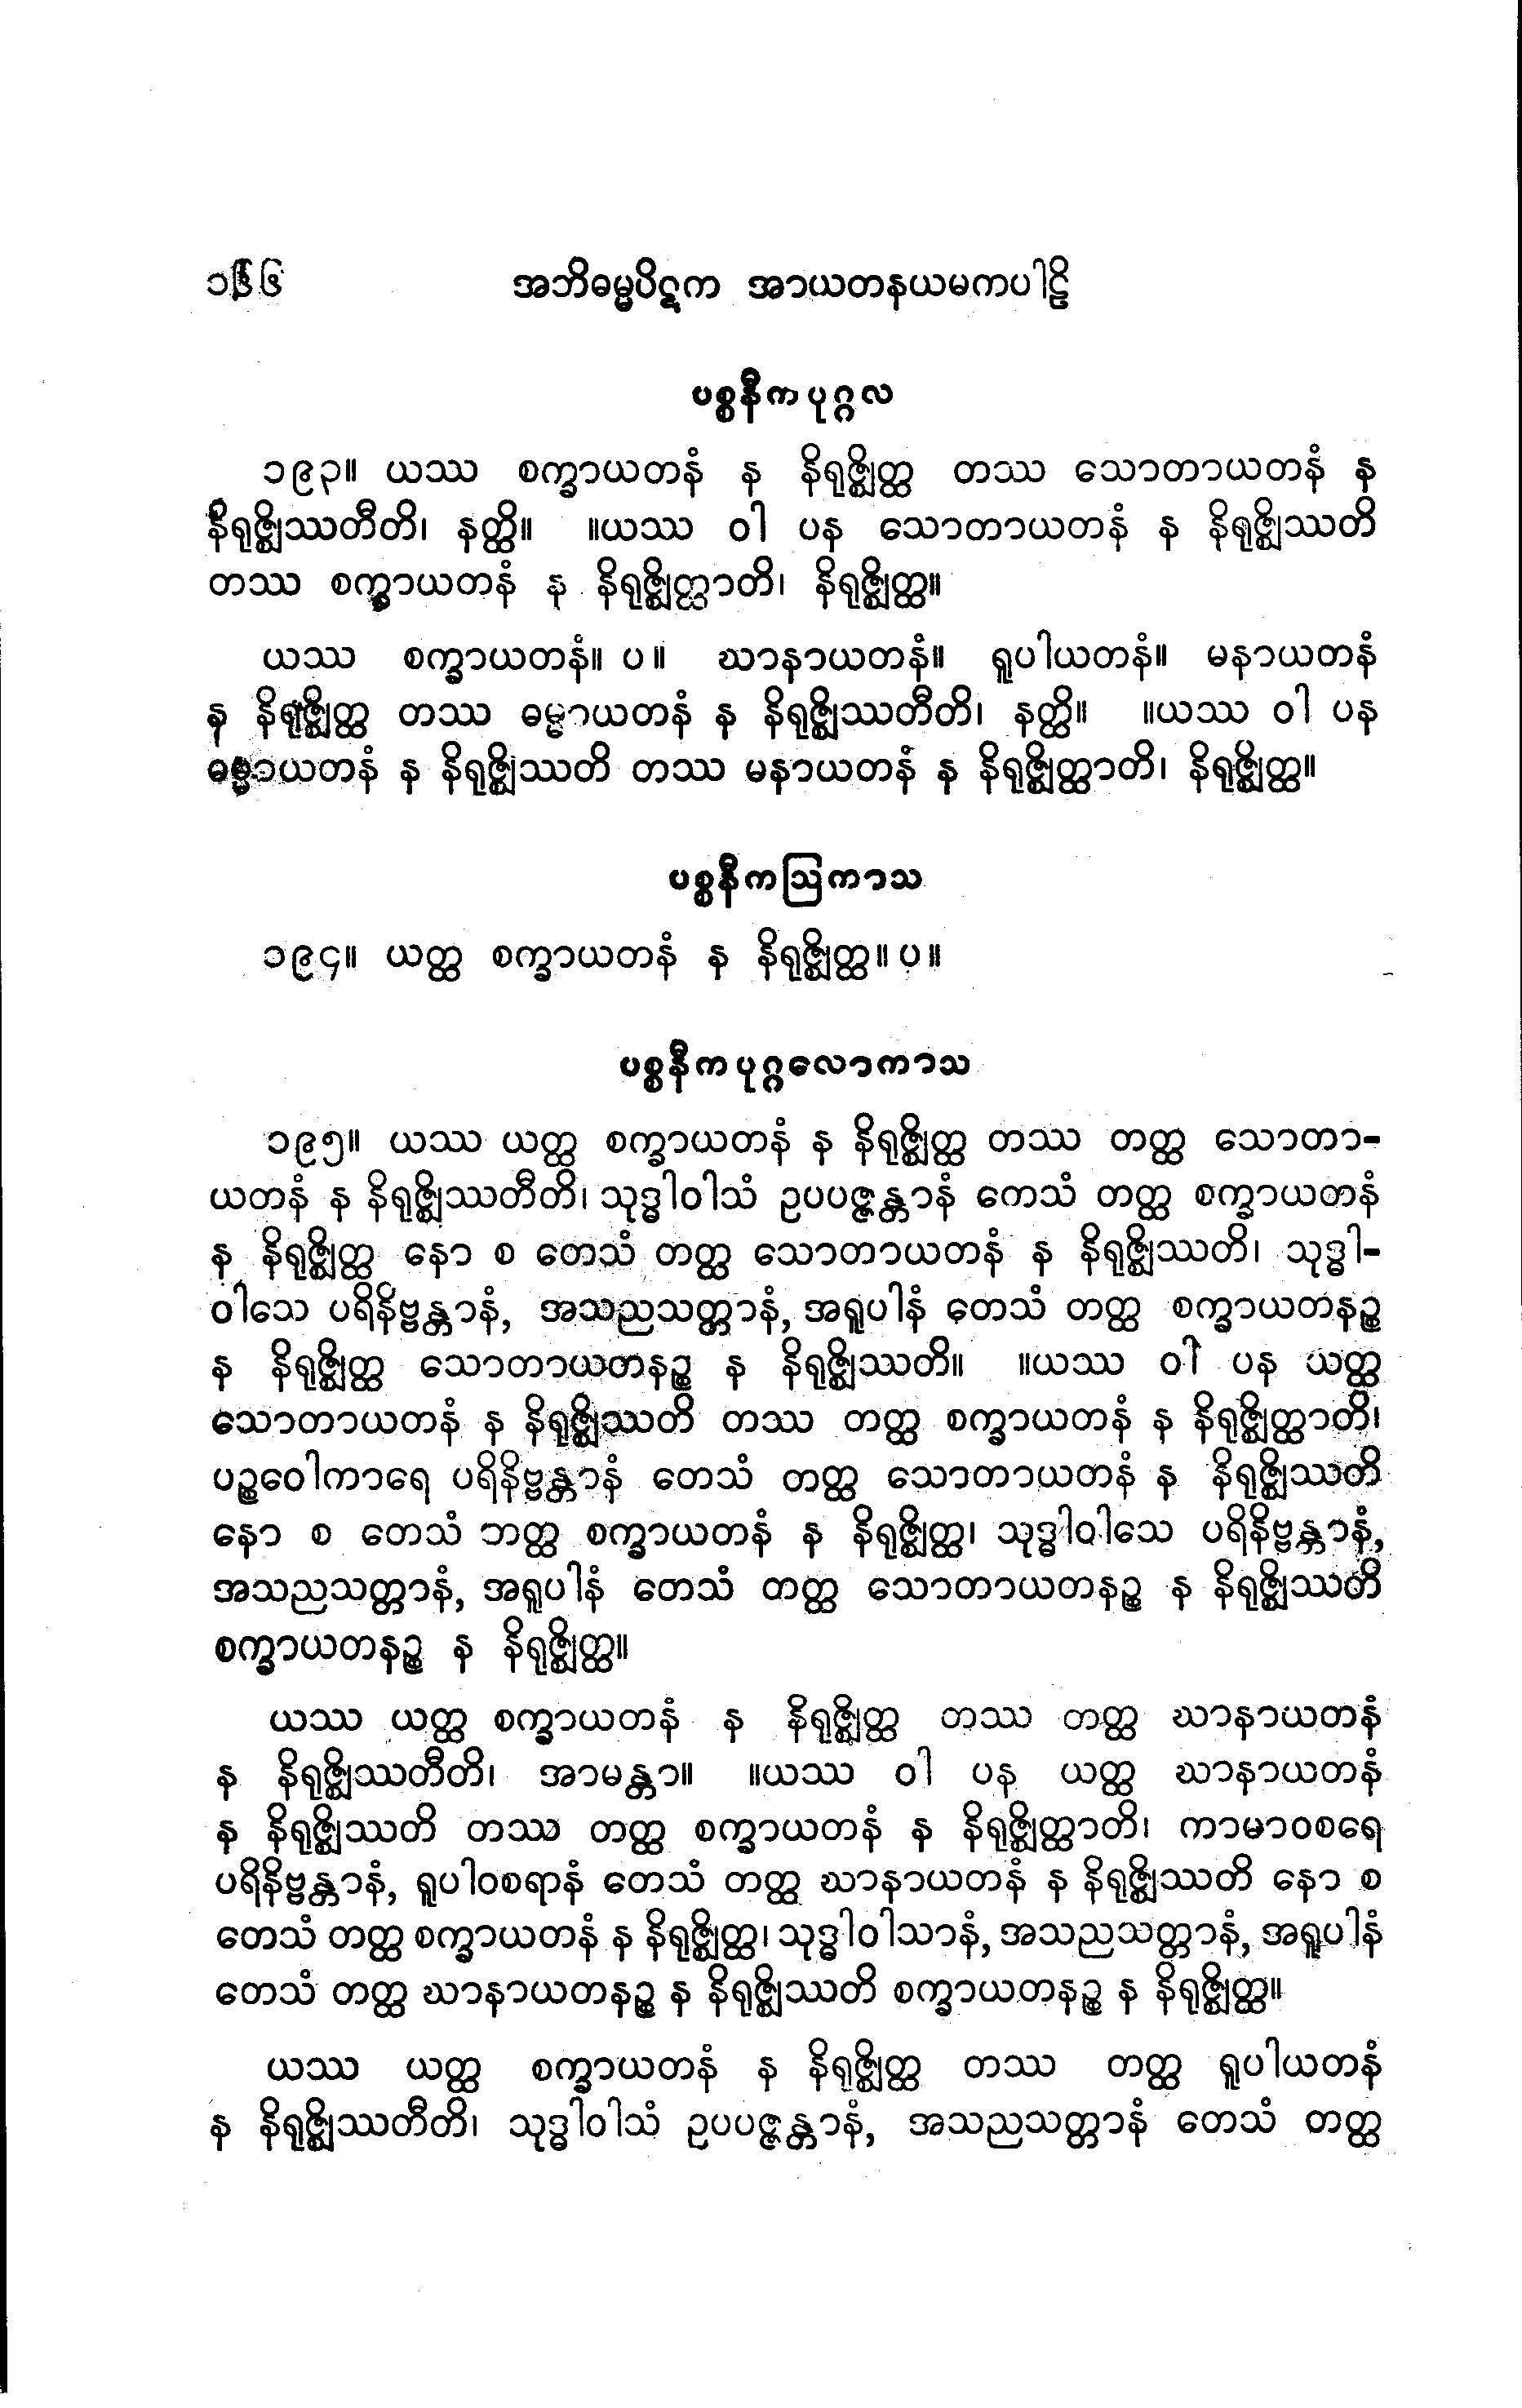 အဘိဓမ္မပိဋက အာယတနယမကပါဠိ
ပစ္စနီကပုဂ္ဂလ
၁၉၃။ ယဿ စက္ခာယတနံ န နိရုဇ္ဈိတ္ထ တဿ သောတာယတနံ န
နိရုဇ္ဈိဿတီတိ၊ နတ္ထိ။ ။ယဿ ဝါ ပန သောတာယတနံ န နိရုဇ္ဈိဿတိ
တဿ စက္ခာယတနံ န နိရုဇ္ဈိတ္ထာတိ၊ နိရုဇ္ဈိတ္ထ။
ယဿ စက္ခာယတနံ။ ပ။ ဃာနာယတနံ။ ရူပါယတနံ။ မနာယတနံ
န နိရုဇ္ဈိတ္ထ တဿ ဓမ္မာယတနံ န နိရုဇ္ဈိဿတီတိ၊ နတ္ထိ။ ။ယဿ ဝါ ပန
ဓမ္မာယတနံ န နိရုဇ္ဈိဿတိ တဿ မနာယတနံ န နိရုဇ္ဈိတ္ထာတိ၊ နိရုဇ္ဈိတ္ထ။
ပစ္စနီကဩကာသ
၁၉၄။ ယတ္ထ စက္ခာယတနံ န နိရုဇ္ဈိတ္ထ။ ပ။
ပစ္စနီကပုဂ္ဂလောကာသ
၁၉၅။ ယဿ ယတ္ထ စက္ခာယတနံ န နိရုဇ္ဈိတ္ထ တဿ တတ္ထ သောတာ-
ယတနံ န နိရုဇ္ဈိဿတီတိ၊ သုဒ္ဓါဝါသံ ဥပပဇ္ဇန္တာနံ ကေသံ တတ္ထ စက္ခာယတနံ
န နိရုဇ္ဈိတ္ထ နော စ တေသံ တတ္ထ သောတာယတနံ န နိရုဇ္ဈိဿတိ၊ သုဒ္ဓါ-
ဝါသေ ပရိနိဗ္ဗန္တာနံ, အသညသတ္တာနံ, အရူပါနံ တေသံ တတ္ထ စက္ခာယတနဉ္စ
န နိရုဇ္ဈိတ္ထ သောတာယတနဉ္စ န နိရုဇ္ဈိဿတိ။ ။ယဿ ဝါ ပန ယတ္ထ
သောတာယတနံ န နိရုဇ္ဈိဿတိ တဿ တတ္ထ စက္ခာယတနံ န နိရုဇ္ဈိတ္ထာတိ၊
ပဉ္စဝေါကာရေ ပရိနိဗ္ဗန္တာနံ တေသံ တတ္ထ သောတာယတနံ န နိရုဇ္ဈိဿတိ
နော စ တေသံ ဘတ္ထ စက္ခာယတနံ န နိရုဇ္ဈိတ္ထ၊ သုဒ္ဓါဝါသေ ပရိနိဗ္ဗန္တာနံ,
အသညသတ္တာနံ, အရူပါနံ တေသံ တတ္ထ သောတာယတနဉ္စ န နိရုဇ္ဈိဿတိ
စက္ခာယတနဉ္စ န နိရုဇ္ဈိတ္ထ။
ယဿ ယတ္ထ စက္ခာယတနံ န နိရုဇ္ဈိတ္ထ တဿ တတ္ထ ဃာနာယတနံ
န နိရုဇ္ဈိဿတီတိ၊ အာမန္တာ။ ။ယဿ ဝါ ပန ယတ္ထ ဃာနာယတနံ
န နိရုဇ္ဈိဿတိ တဿ တတ္ထ စက္ခာယတနံ န နိရုဇ္ဈိတ္ထာတိ၊ ကာမာဝစရေ
ပရိနိဗ္ဗန္တာနံ, ရူပါဝစရာနံ တေသံ တတ္ထ ဃာနာယတနံ န နိရုဇ္ဈိဿတိ နော စ
တေသံ တတ္ထ စက္ခာယတနံ န နိရုဇ္ဈိတ္ထ၊ သုဒ္ဓါဝါသာနံ, အသညသတ္တာနံ, အရူပါနံ
တေသံ တတ္ထ ဃာနာယတနဉ္စ န နိရုဇ္ဈိဿတိ စက္ခာယတနဉ္စ န နိရုဇ္ဈိတ္ထ။
ယဿ ယတ္ထ စက္ခာယတနံ န နိရုဇ္ဈိတ္ထ တဿ တတ္ထ ရူပါယတနံ
န နိရုဇ္ဈိဿတီတိ၊ သုဒ္ဓါဝါသံ ဥပပဇ္ဇန္တာနံ, အသညသတ္တာနံ တေသံ တတ္ထ